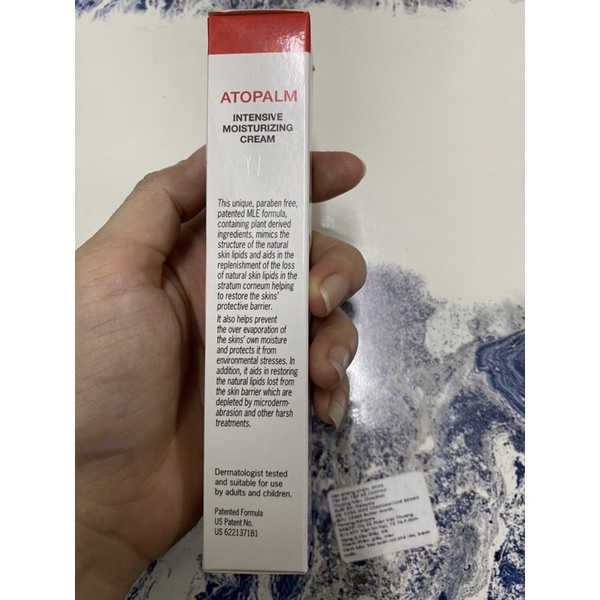 ATOPALM
INTENSIVE
MOISTURIZING
CREAM
This unique, paraben free,
patented MLE formula,
containing plant derived
ingredients, mimics the
structure of the natural
skin lipids and aids in the
replenishment of the loss
of natural skin lipids in the
stratum corneum helping
to restore the skins'
protective barrier.
It also helps prevent
the over evaporation of
the skins' own moisture
and protects it from
environmental stresses. In
addition, it aids in restoring
the natural lipids lost from
the skin barrier which are
depleted by microderm-
abrasion and other harsh
treatments.
Dermatologist tested
and suitable for use
by adults and children.
Patented Formula
US Patent No.
US 6221371B1